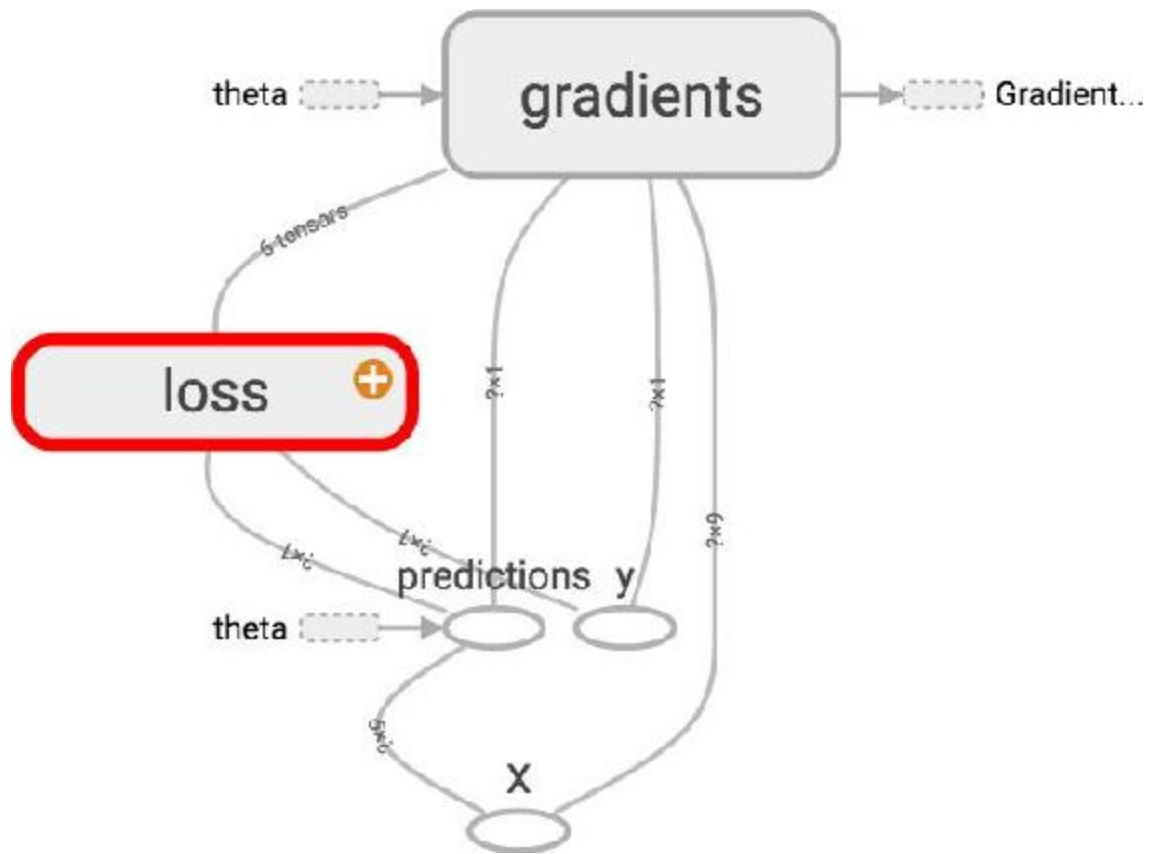 theta
gradients
Gradient...
6 tensors
loss
?×1
?×1
?×9
?×1
?×1
predictions
y
theta
?×9
X